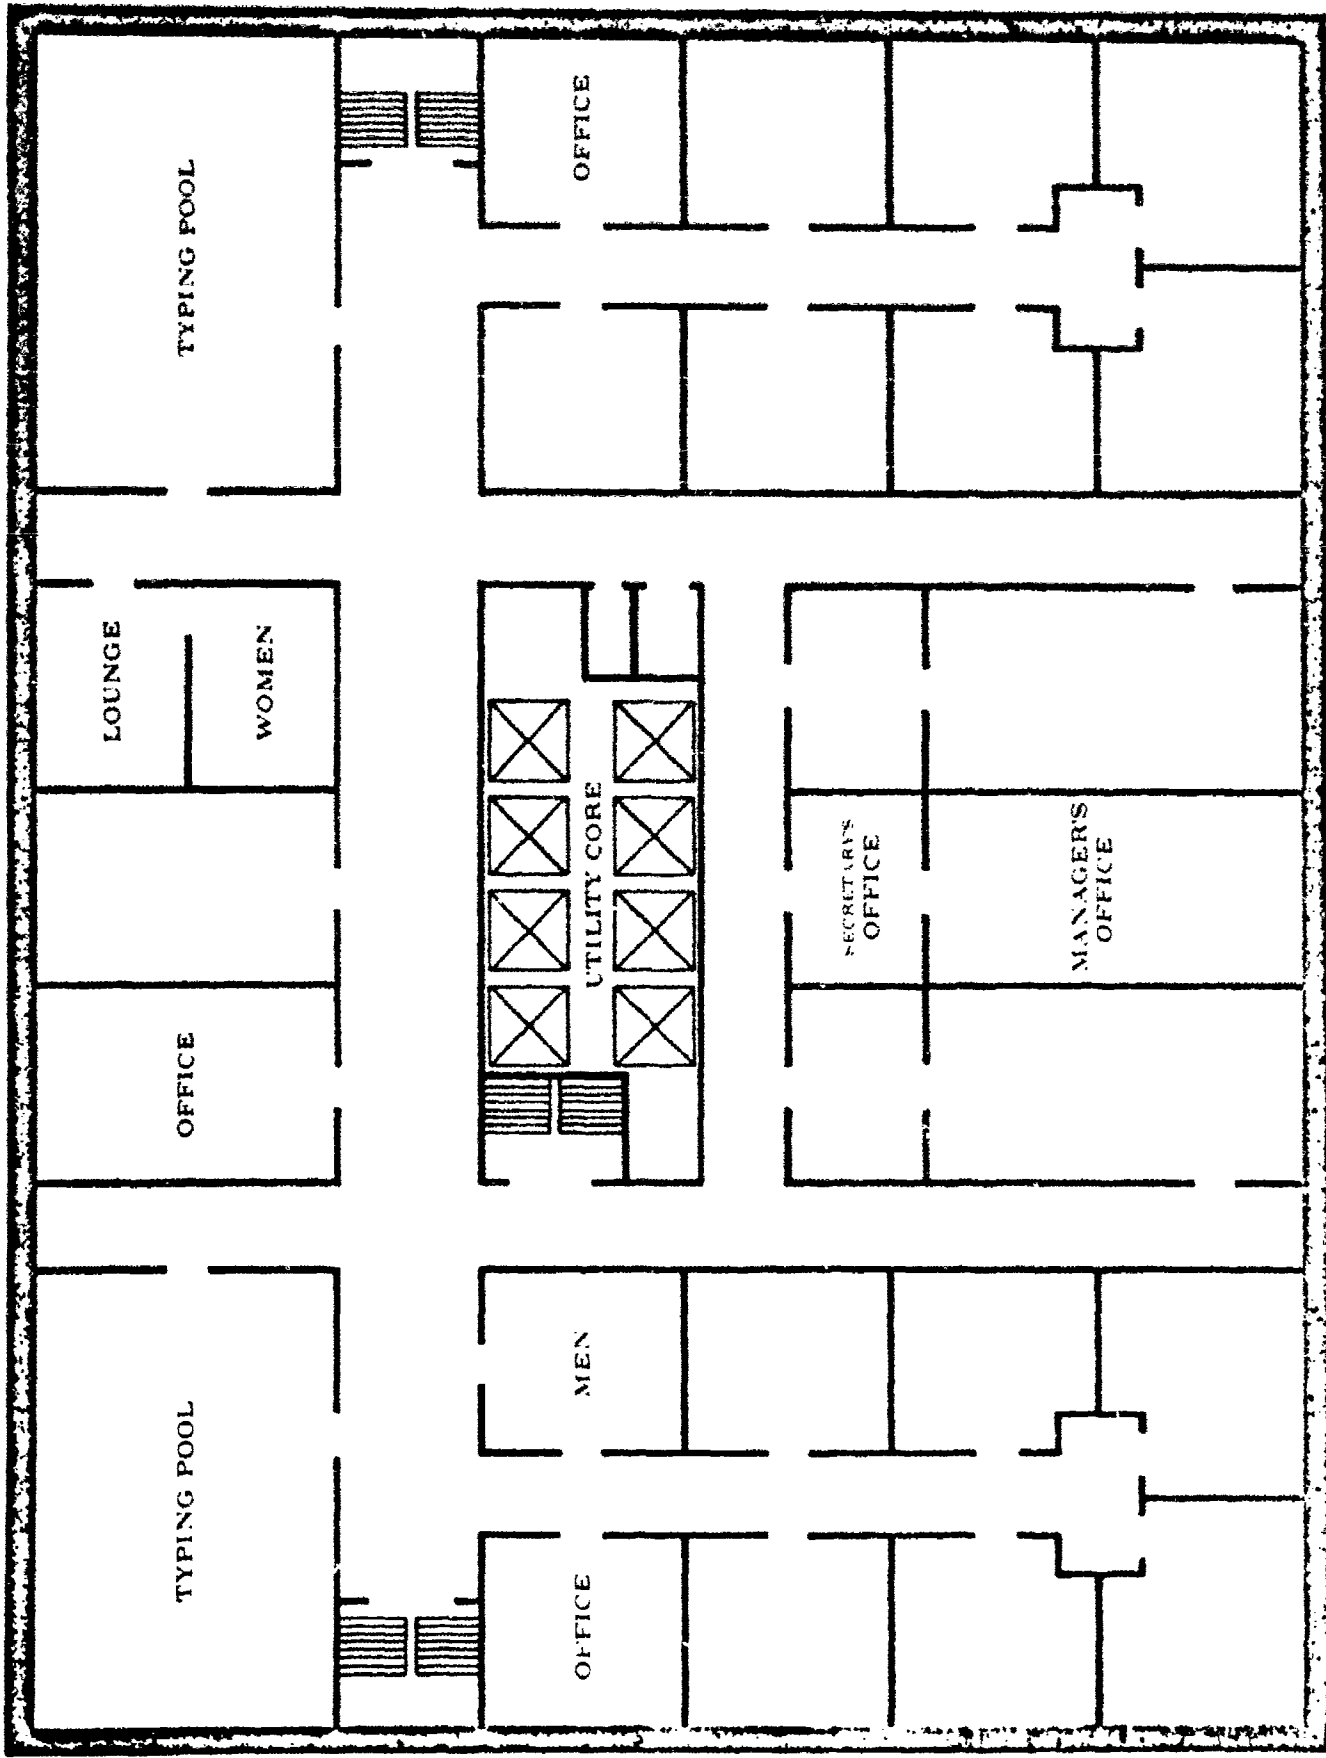 LOUNGE
TYPING POOL
OFFICE
TYPING POOL
WOMEN
OFFICE
MEN
UTILITY CORE
OFFICE
SECRETARY'S
OFFICE
MANAGER'S
OFFICE